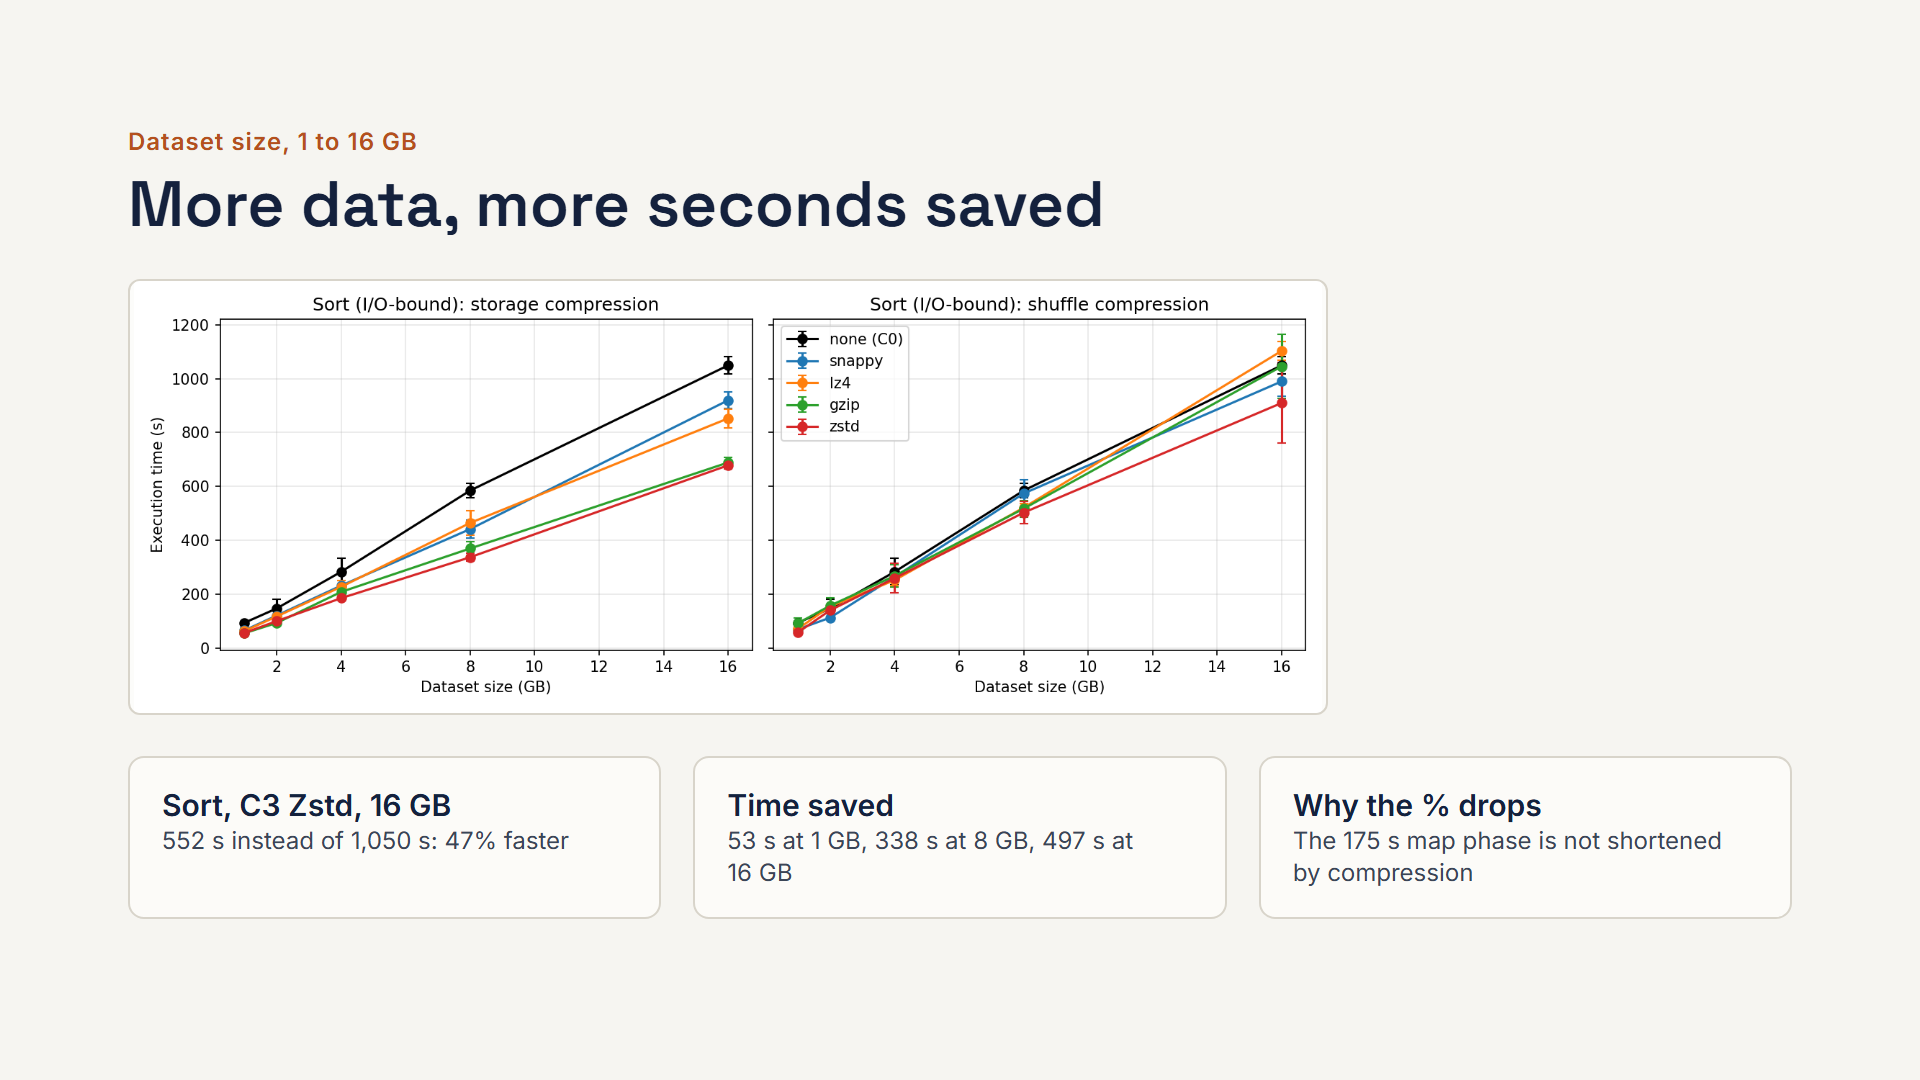 Dataset size, 1 to 16 GB
More data, more seconds saved
Sort (I/O-bound): storage compression
Sort (I/O-bound): shuffle compression
Execution time (s)
1200
1000
800
600
400
200
0
none (C0)
snappy
lz4
gzip
zstd
2 4 6 8 10 12 14 16
2 4 6 8 10 12 14 16
Dataset size (GB)
Dataset size (GB)
Sort, C3 Zstd, 16 GB
552 s instead of 1,050 s: 47% faster
Time saved
53 s at 1 GB, 338 s at 8 GB, 497 s at
16 GB
Why the % drops
The 175 s map phase is not shortened
by compression